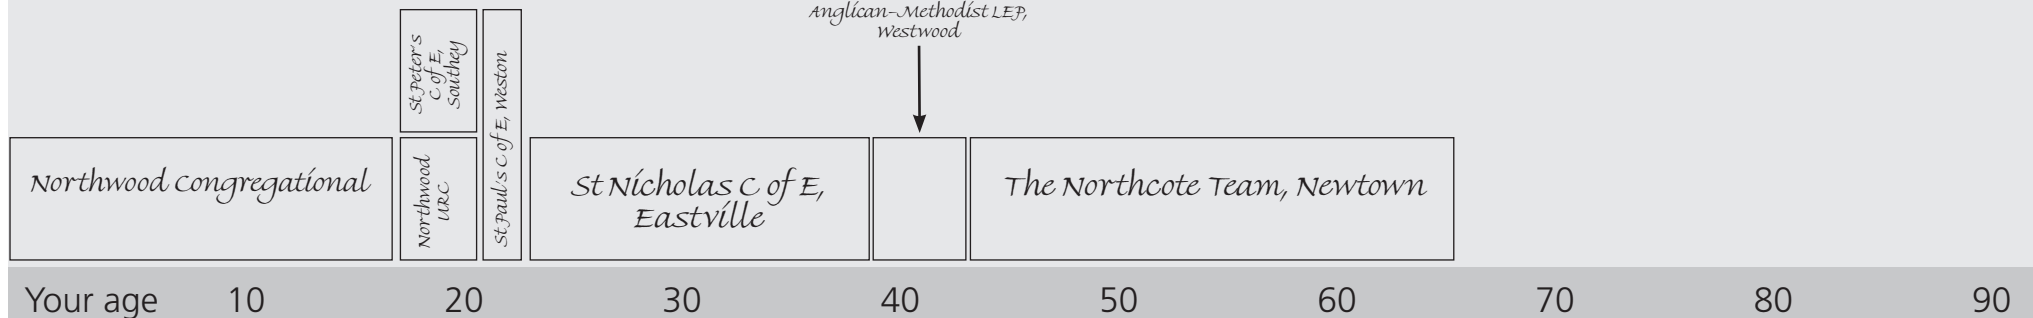 Anglican-Methodist LEP,
Westwood
St Peter's
C of E,
Southey
St Paul's C of E, Weston
Northwood Congregational
Northwood
URC
St Nicholas C of E,
Eastville
The Northcote Team, Newtown
Your age 10 20 30 40 50 60 70 80 90